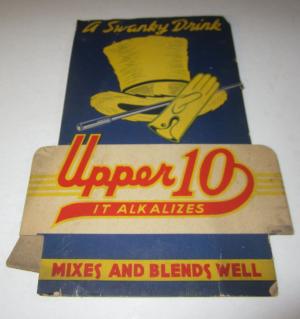 A Swanky Drink
Upper 10
IT ALKALIZES
MIXES AND BLENDS WELL